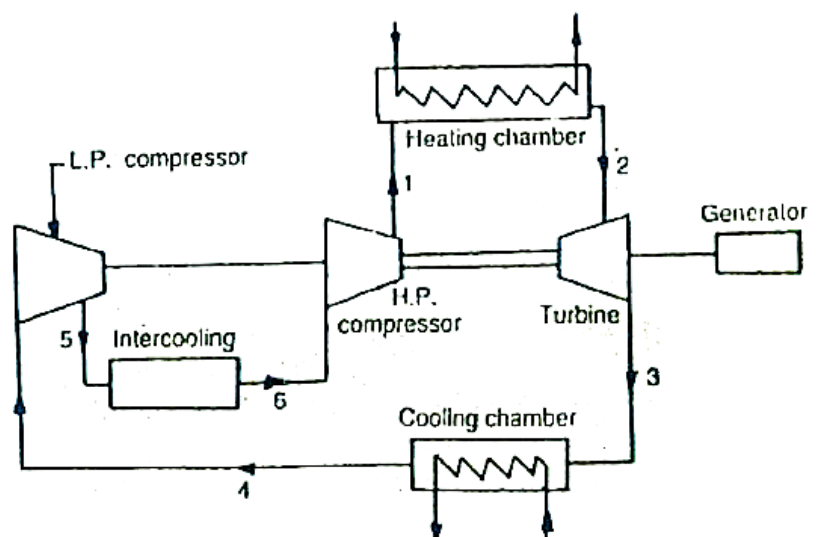 Heating chamber
2
L.P. compressor
1
Generator
H.P.
compressor
Turbine
5
Intercooling
6
3
Cooling chamber
4